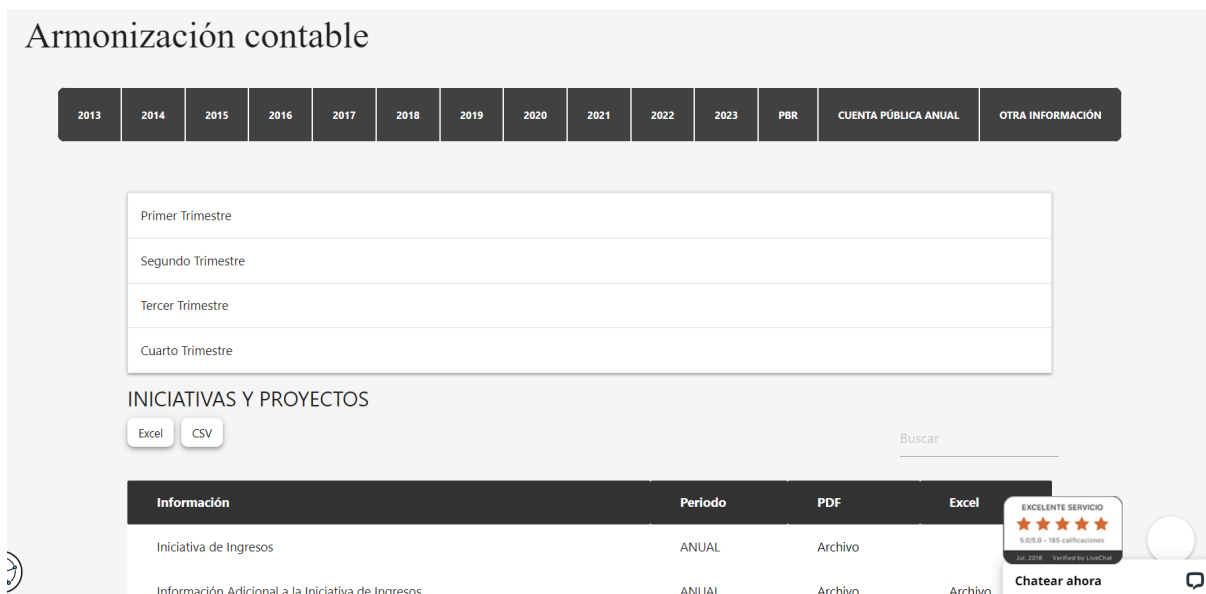 Armonización contable
2013 2014 2015 2016 2017 2018 2019 2020 2021 2022 2023 PBR CUENTA PÚBLICA ANUAL OTRA INFORMACIÓN
Primer Trimestre
Segundo Trimestre
Tercer Trimestre
Cuarto Trimestre
INICIATIVAS Y PROYECTOS
Excel CSV
Buscar
Información Periodo PDF Excel
EXCELENTE SERVICIO
5.0/5.0 - 185 calificaciones
Jul. 2018 Verified by LiveChat
Iniciativa de Ingresos ANUAL Archivo
Información Adicional a la Iniciativa de Ingresos ANUAL Archivo Archivo
Chatear ahora